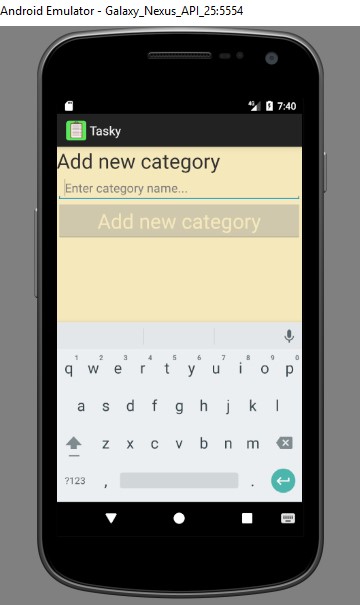 Android Emulator - Galaxy_Nexus_API_25:5554
4G 7:40
Tasky
Add new category
Enter category name...
Add new category
1 2 3 4 5 6 7 8 9 0
q w e r t y u i o p
a s d f g h j k l
z x c v b n m
?123 , .